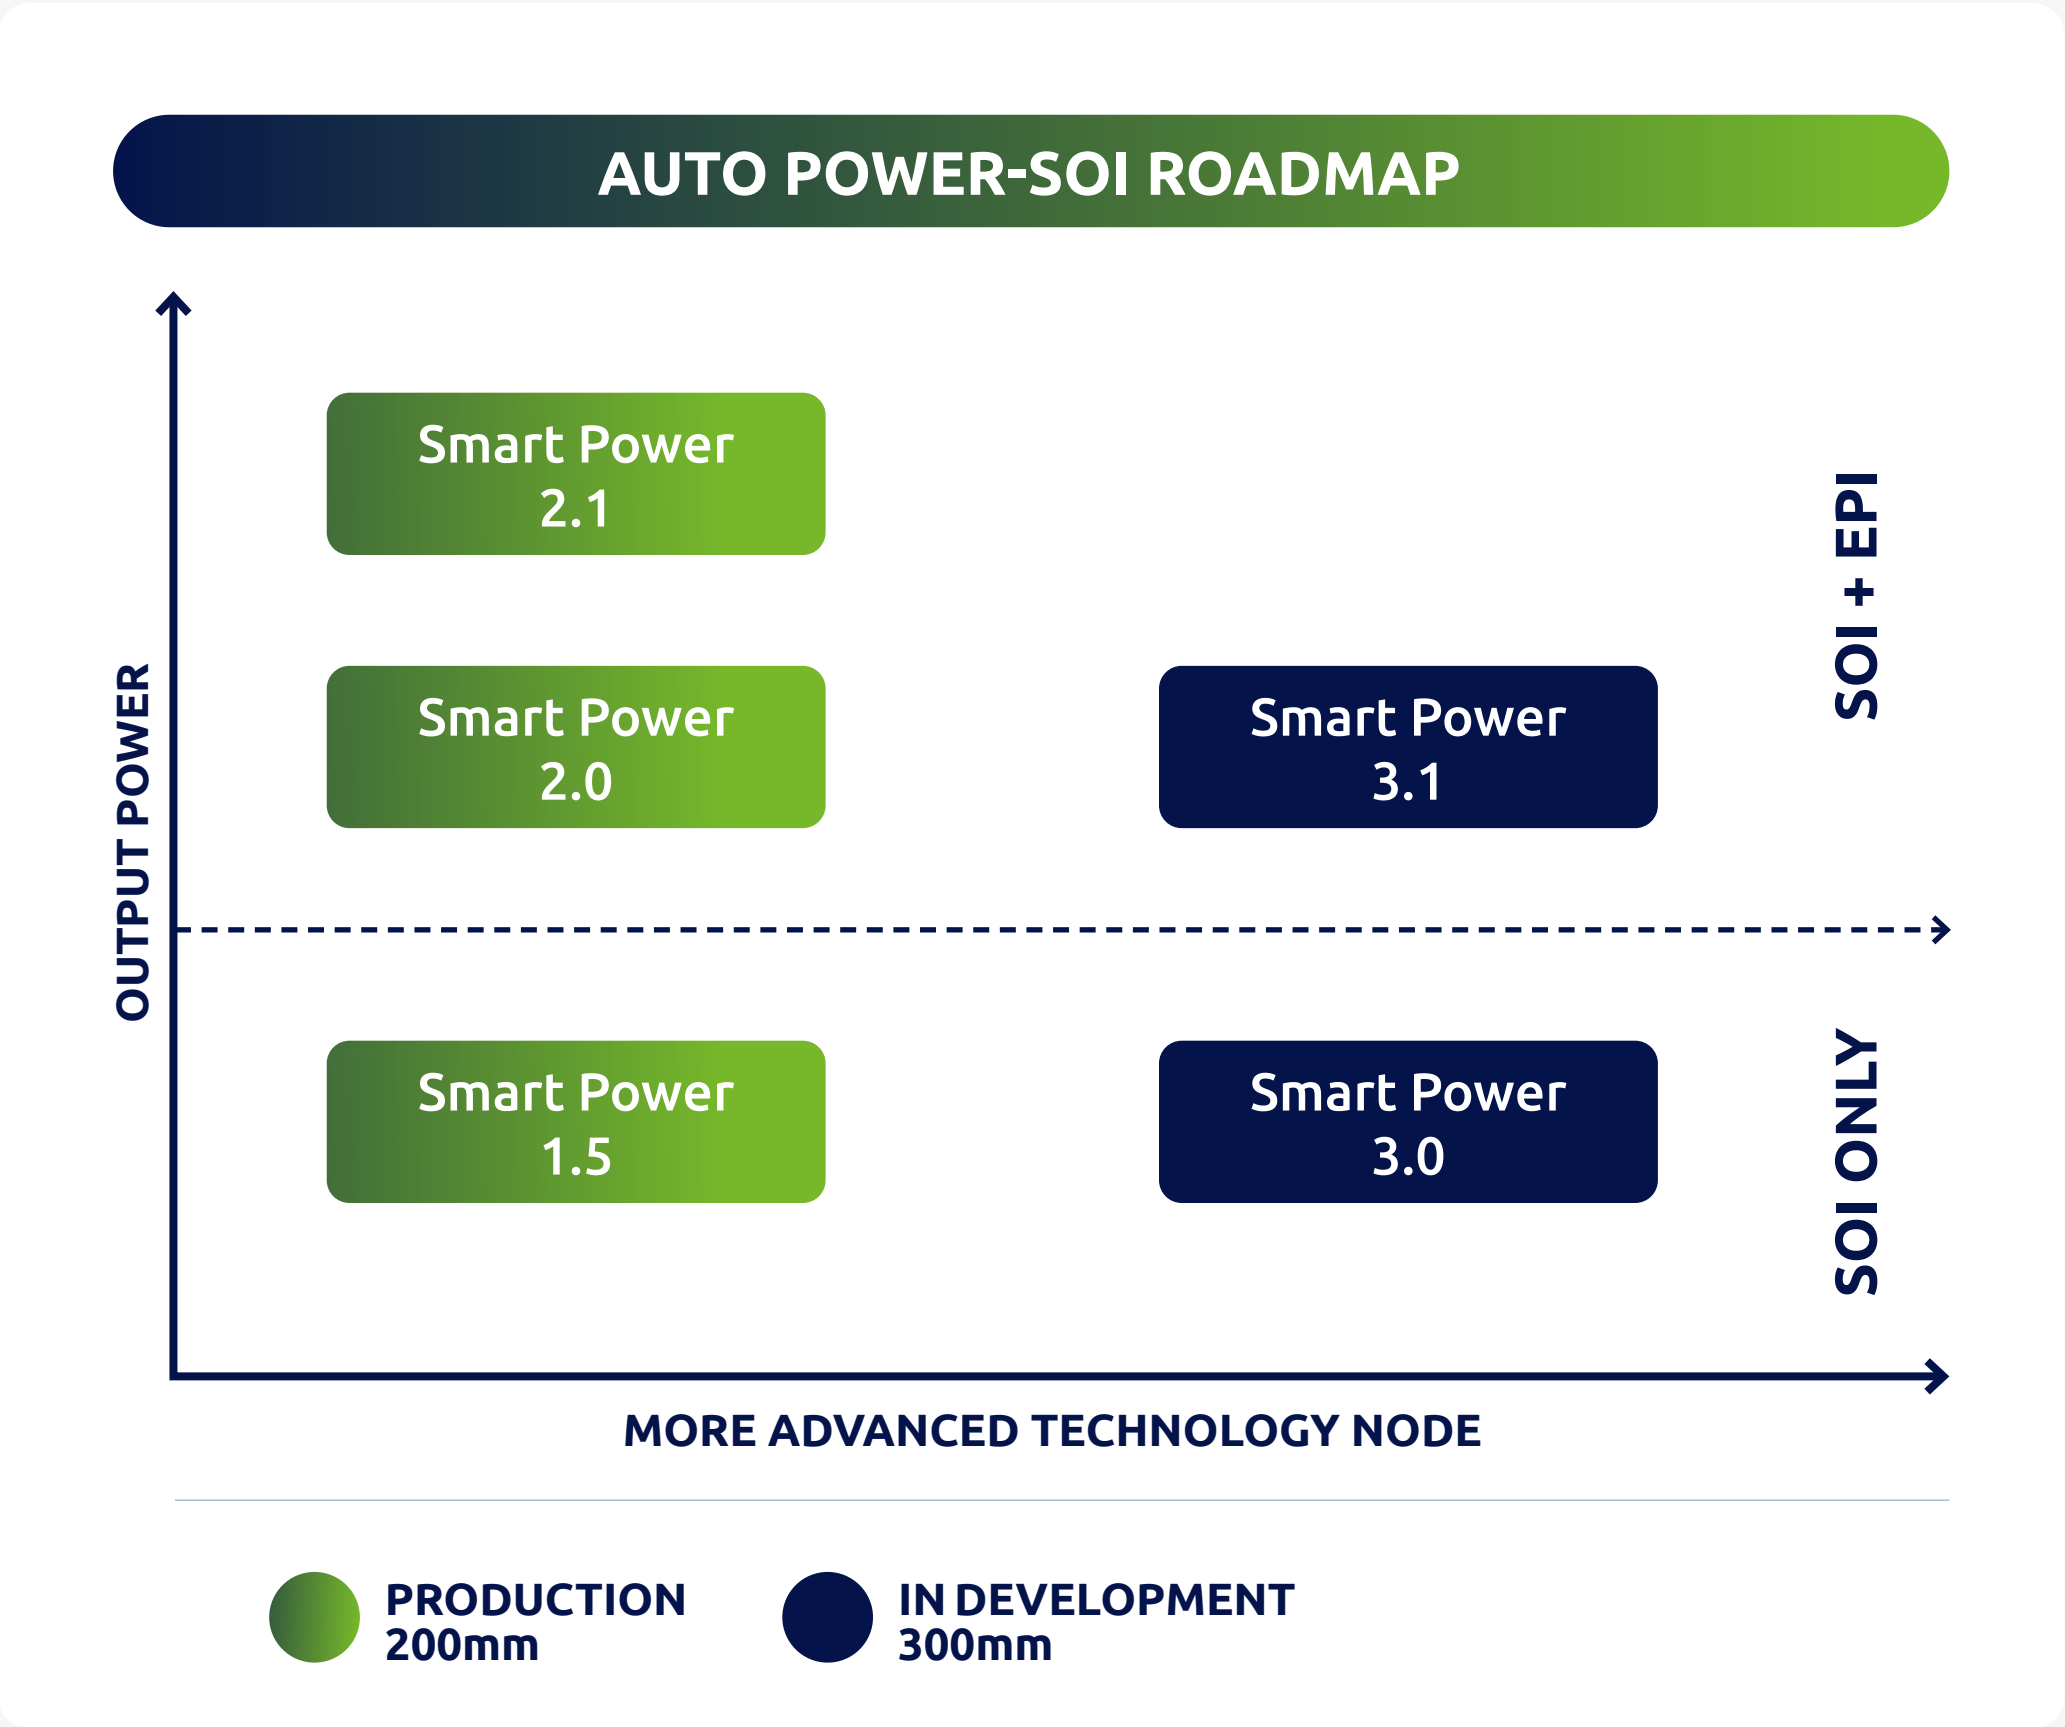 AUTO POWER-SOI ROADMAP
OUTPUT POWER
Smart Power
2.1
Smart Power
2.0
Smart Power
3.1
SOI + EPI
Smart Power
1.5
Smart Power
3.0
SOI ONLY
MORE ADVANCED TECHNOLOGY NODE
PRODUCTION
200mm
IN DEVELOPMENT
300mm